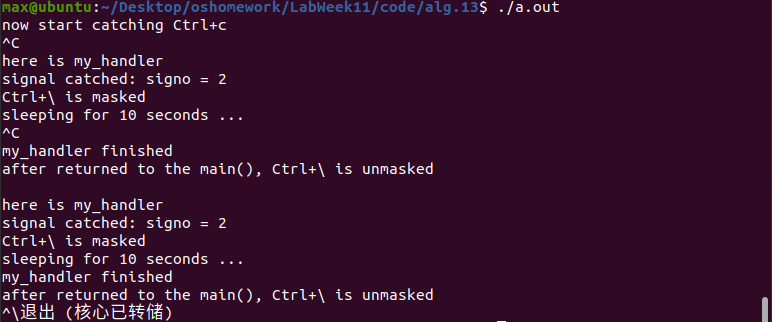 max@ubuntu:~/Desktop/oshomework/LabWeek11/code/alg.13$ ./a.out
now start catching Ctrl+c
^C
here is my_handler
signal catched: signo = 2
Ctrl+\ is masked
sleeping for 10 seconds ...
^C
my_handler finished
after returned to the main(), Ctrl+\ is unmasked
here is my_handler
signal catched: signo = 2
Ctrl+\ is masked
sleeping for 10 seconds ...
my_handler finished
after returned to the main(), Ctrl+\ is unmasked
^\退出 (核心已转储)